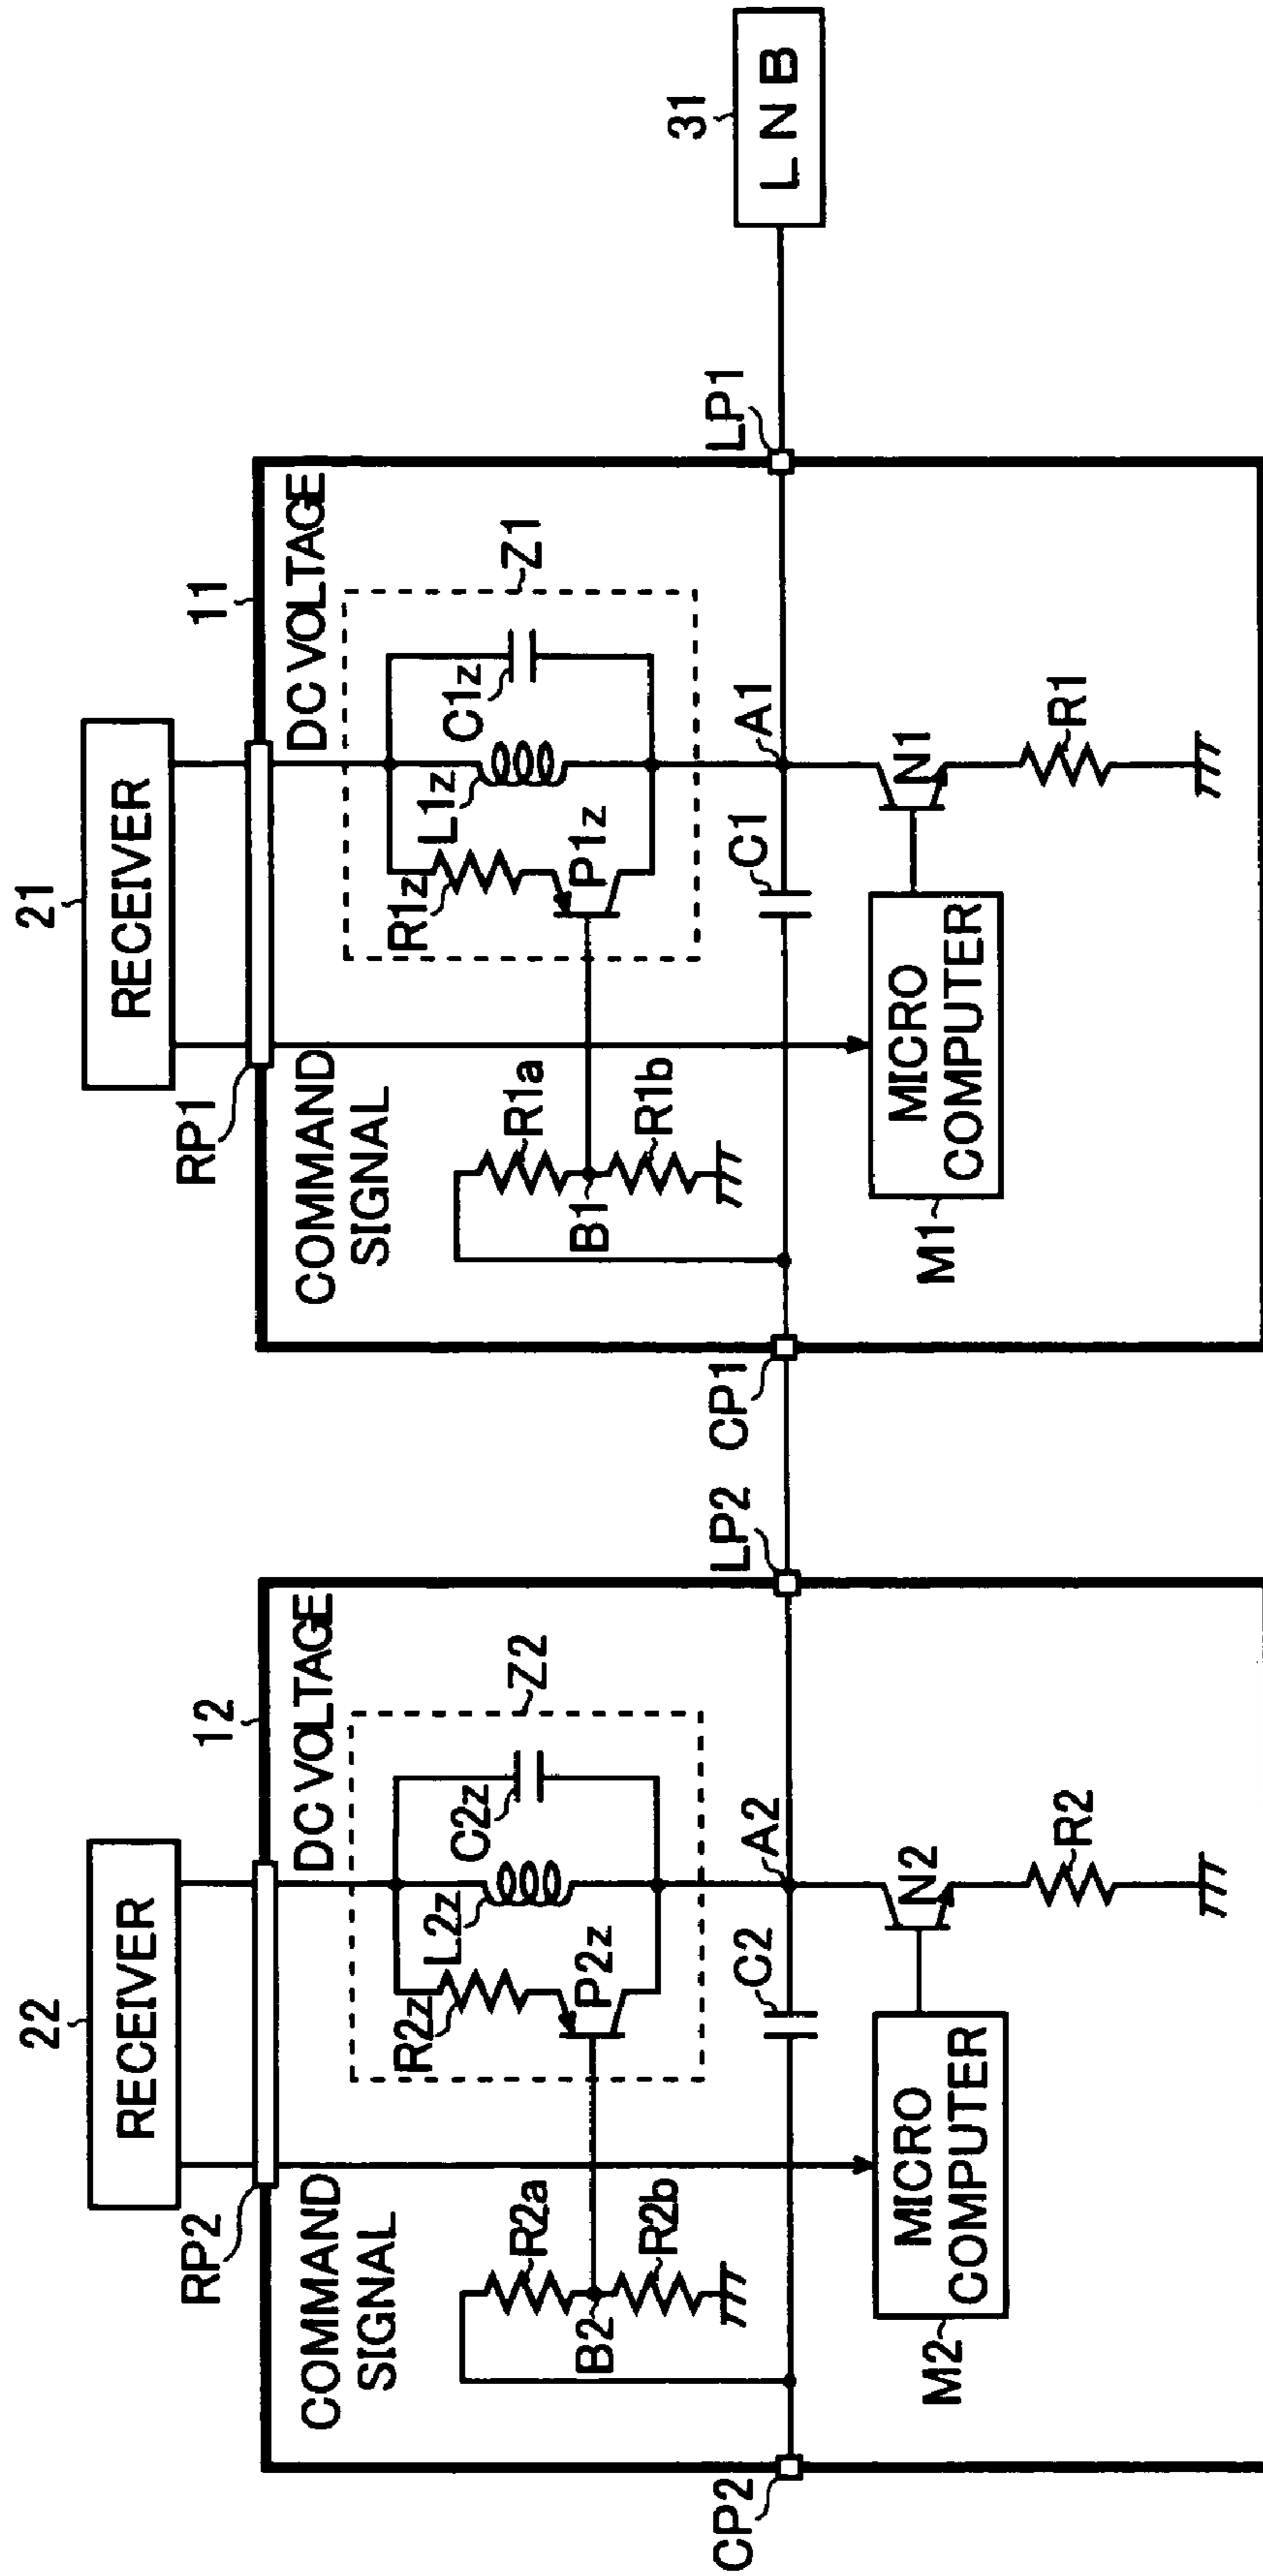 22
RECEIVER
RP2
12
COMMAND
SIGNAL
DC VOLTAGE
R2z
L2z
C2z
Z2
P2z
R2a
B2
R2b
C2
A2
CP2
LP2
N2
MICRO
COMPUTER
M2
R2
21
RECEIVER
RP1
11
COMMAND
SIGNAL
DC VOLTAGE
R1z
L1z
C1z
Z1
P1z
R1a
B1
R1b
C1
A1
CP1
LP1
N1
MICRO
COMPUTER
M1
R1
31
LNB